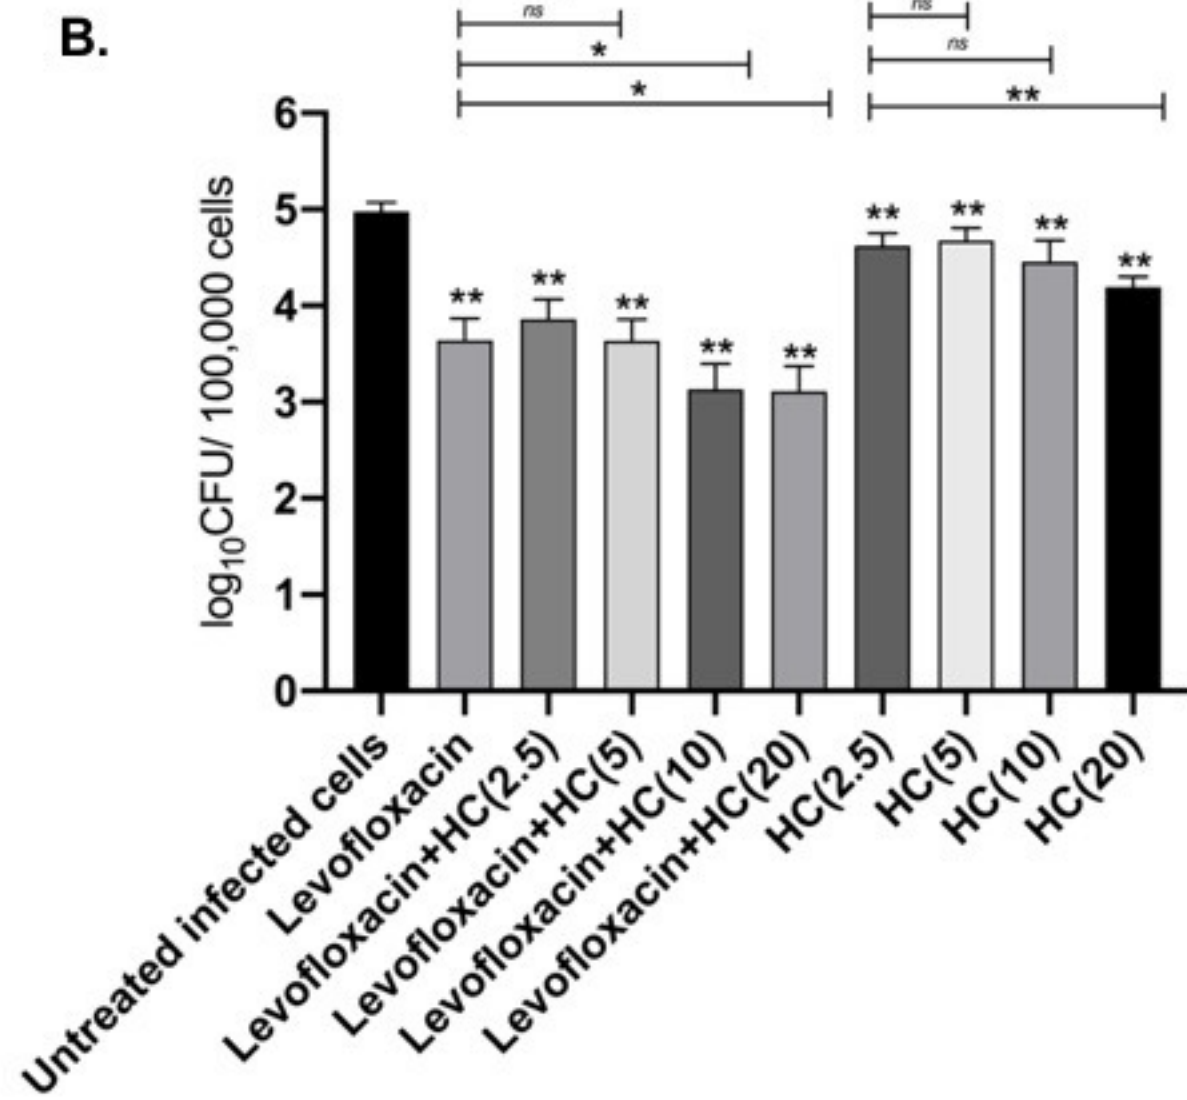 B.
ns
*
*
ns
ns
**
log10CFU/ 100,000 cells
6
5
4
3
2
1
0
**
**
**
**
**
**
**
**
**
Untreated infected cells
Levofloxacin
Levofloxacin+HC(2.5)
Levofloxacin+HC(5)
Levofloxacin+HC(10)
Levofloxacin+HC(20)
HC(2.5)
HC(5)
HC(10)
HC(20)